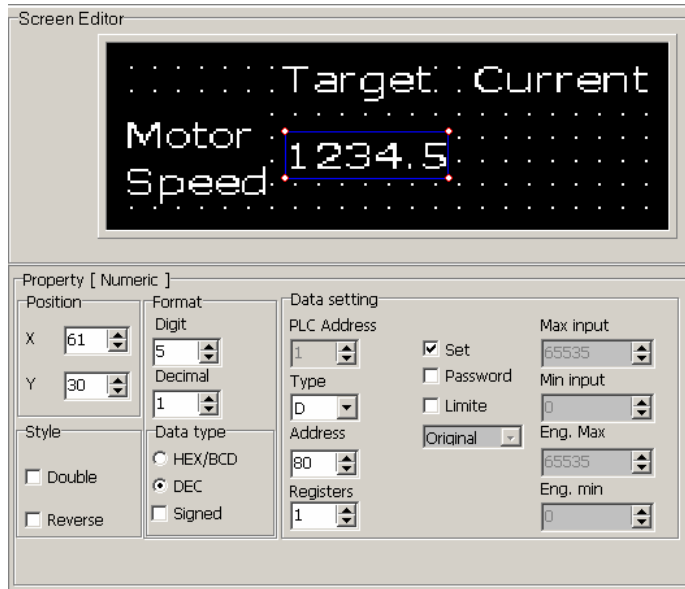 Screen Editor
Target Current
Motor
Speed
1234.5
Property [ Numeric ]
Position
X 61
Y 30
Style
Double
Reverse
Format
Digit
5
Decimal
1
Data type
HEX/BCD
DEC
Signed
Data setting
PLC Address
1
Type
D
Address
80
Registers
1
Set
Password
Limite
Original
Max input
65535
Min input
0
Eng. Max
65535
Eng. min
0